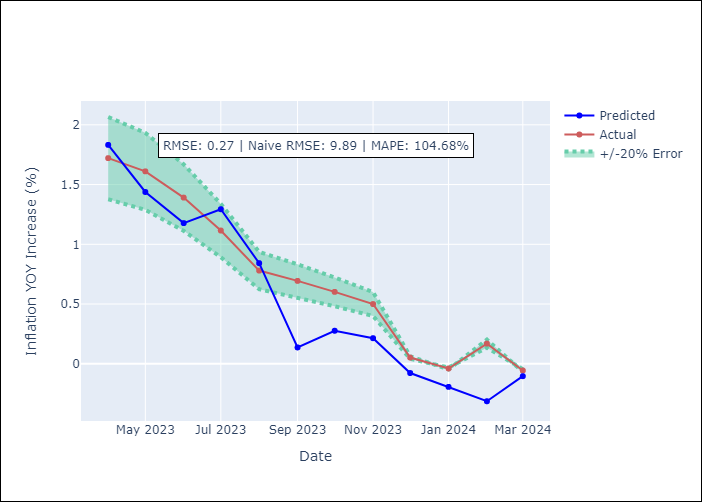 RMSE: 0.27 | Naive RMSE: 9.89 | MAPE: 104.68%
Predicted
Actual
+/-20% Error
Inflation YOY Increase (%)
2
1.5
1
0.5
0
May 2023
Jul 2023
Sep 2023
Nov 2023
Jan 2024
Mar 2024
Date